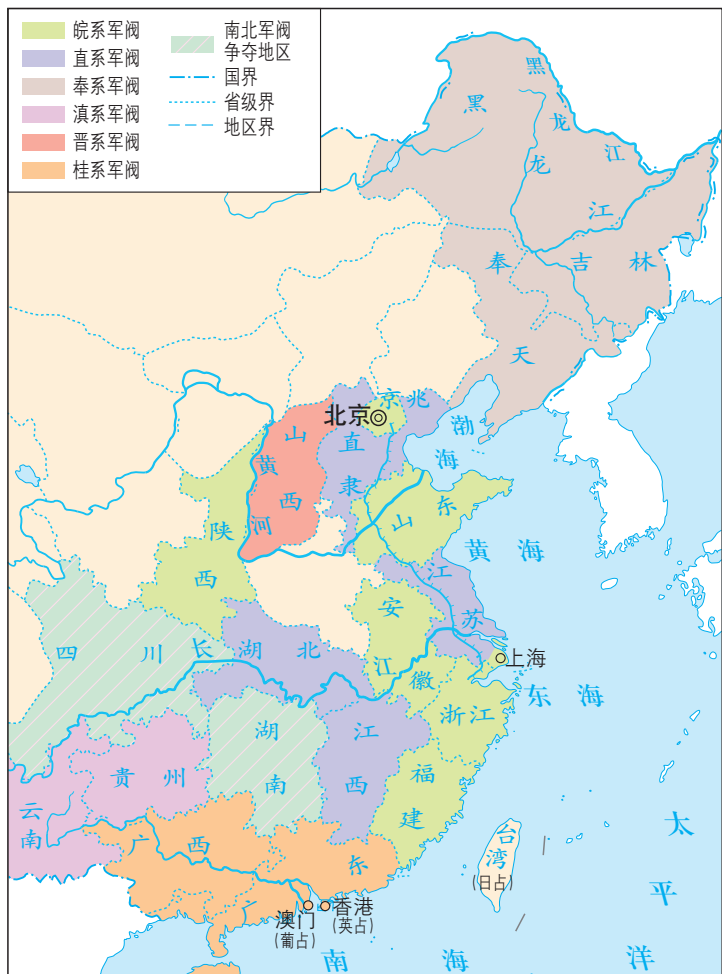 皖系军阀
直系军阀
奉系军阀
滇系军阀
晋系军阀
桂系军阀
南北军阀
争夺地区
国界
省级界
地区界
黑龙江
黑龙江
吉林
奉天
北京
京兆
直隶
渤海
山西
黄河
陕西
山东
黄海
江苏
安徽
上海
四川
长江
湖北
浙江
东海
湖南
江西
福建
贵州
云南
广西
广东
台湾
(日占)
澳门
(葡占)
香港
(英占)
南海
太平洋